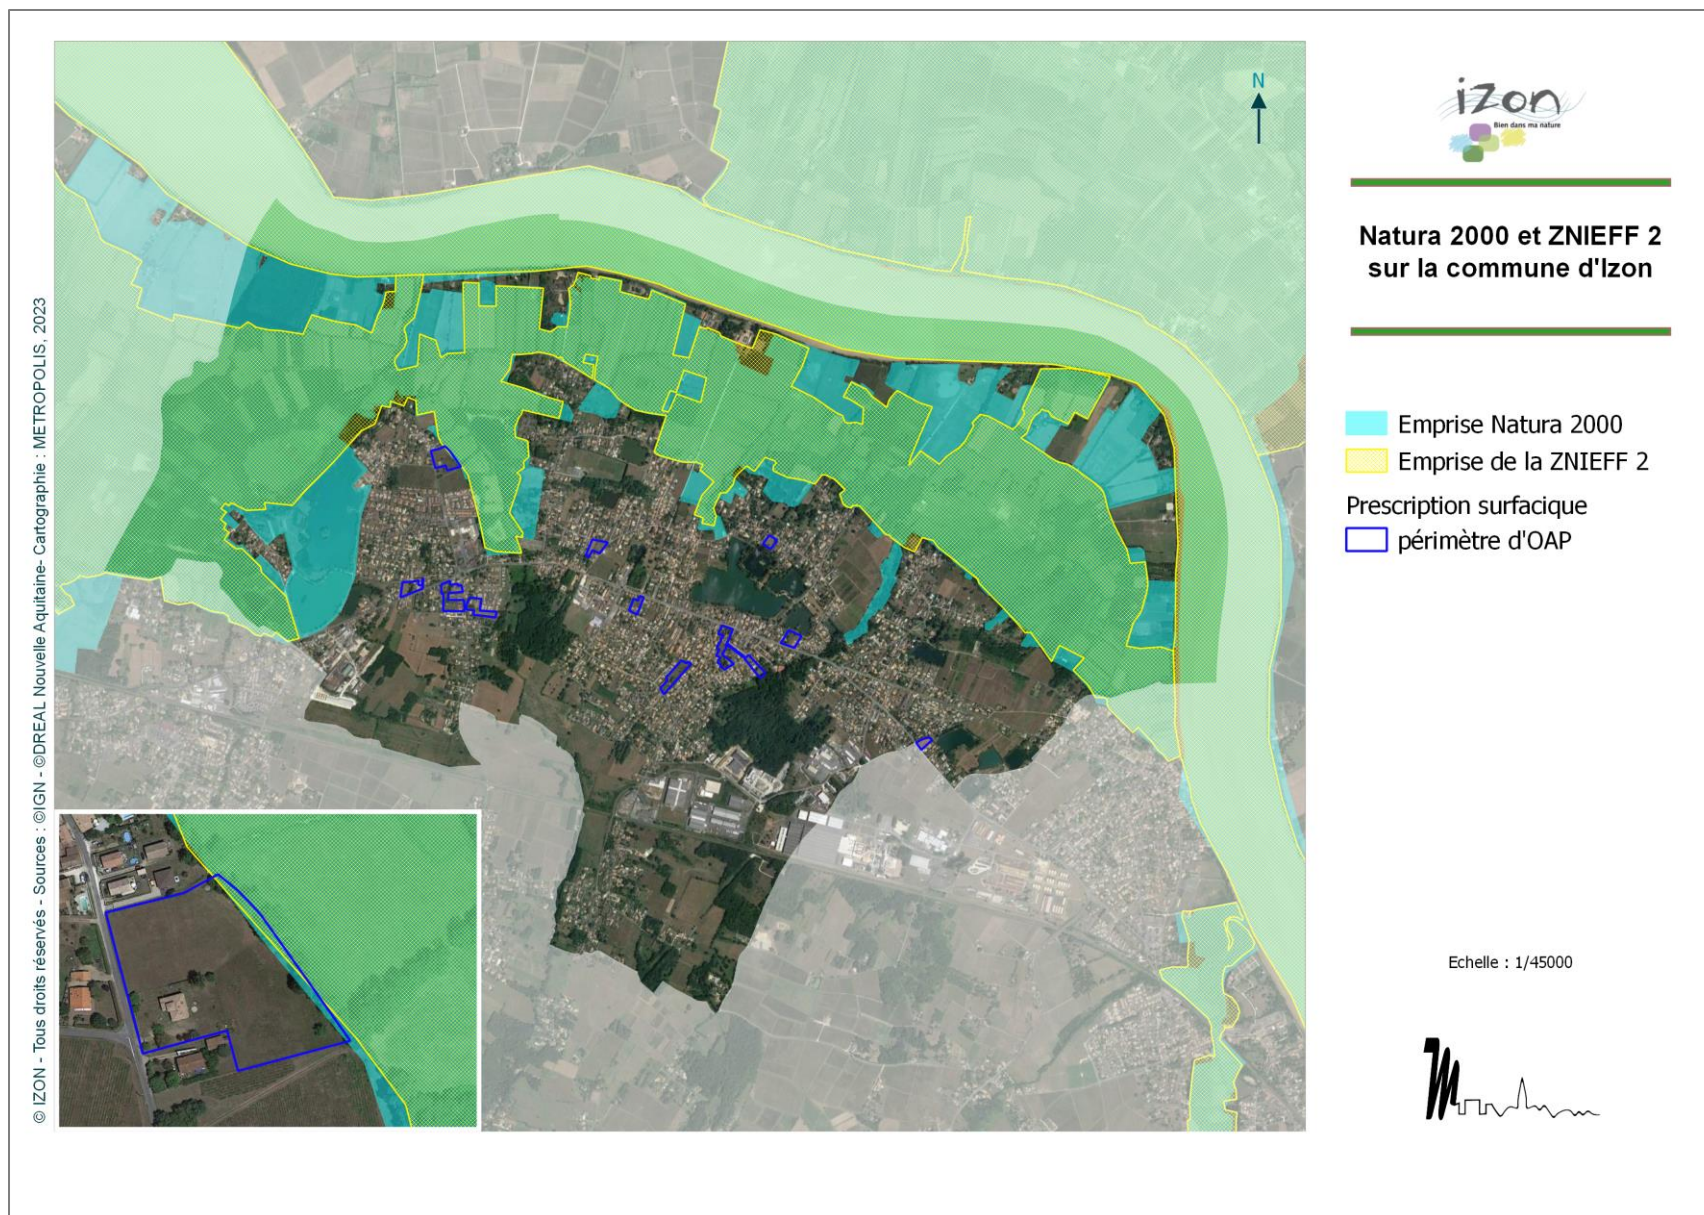 © IZON - Tous droits réservés - Sources : ©IGN - ©DREAL Nouvelle Aquitaine- Cartographie : METROPOLIS, 2023
N
izon
Bien dans ma nature
Natura 2000 et ZNIEFF 2
sur la commune d'Izon
Emprise Natura 2000
Emprise de la ZNIEFF 2
Prescription surfacique
périmètre d'OAP
Echelle : 1/45000